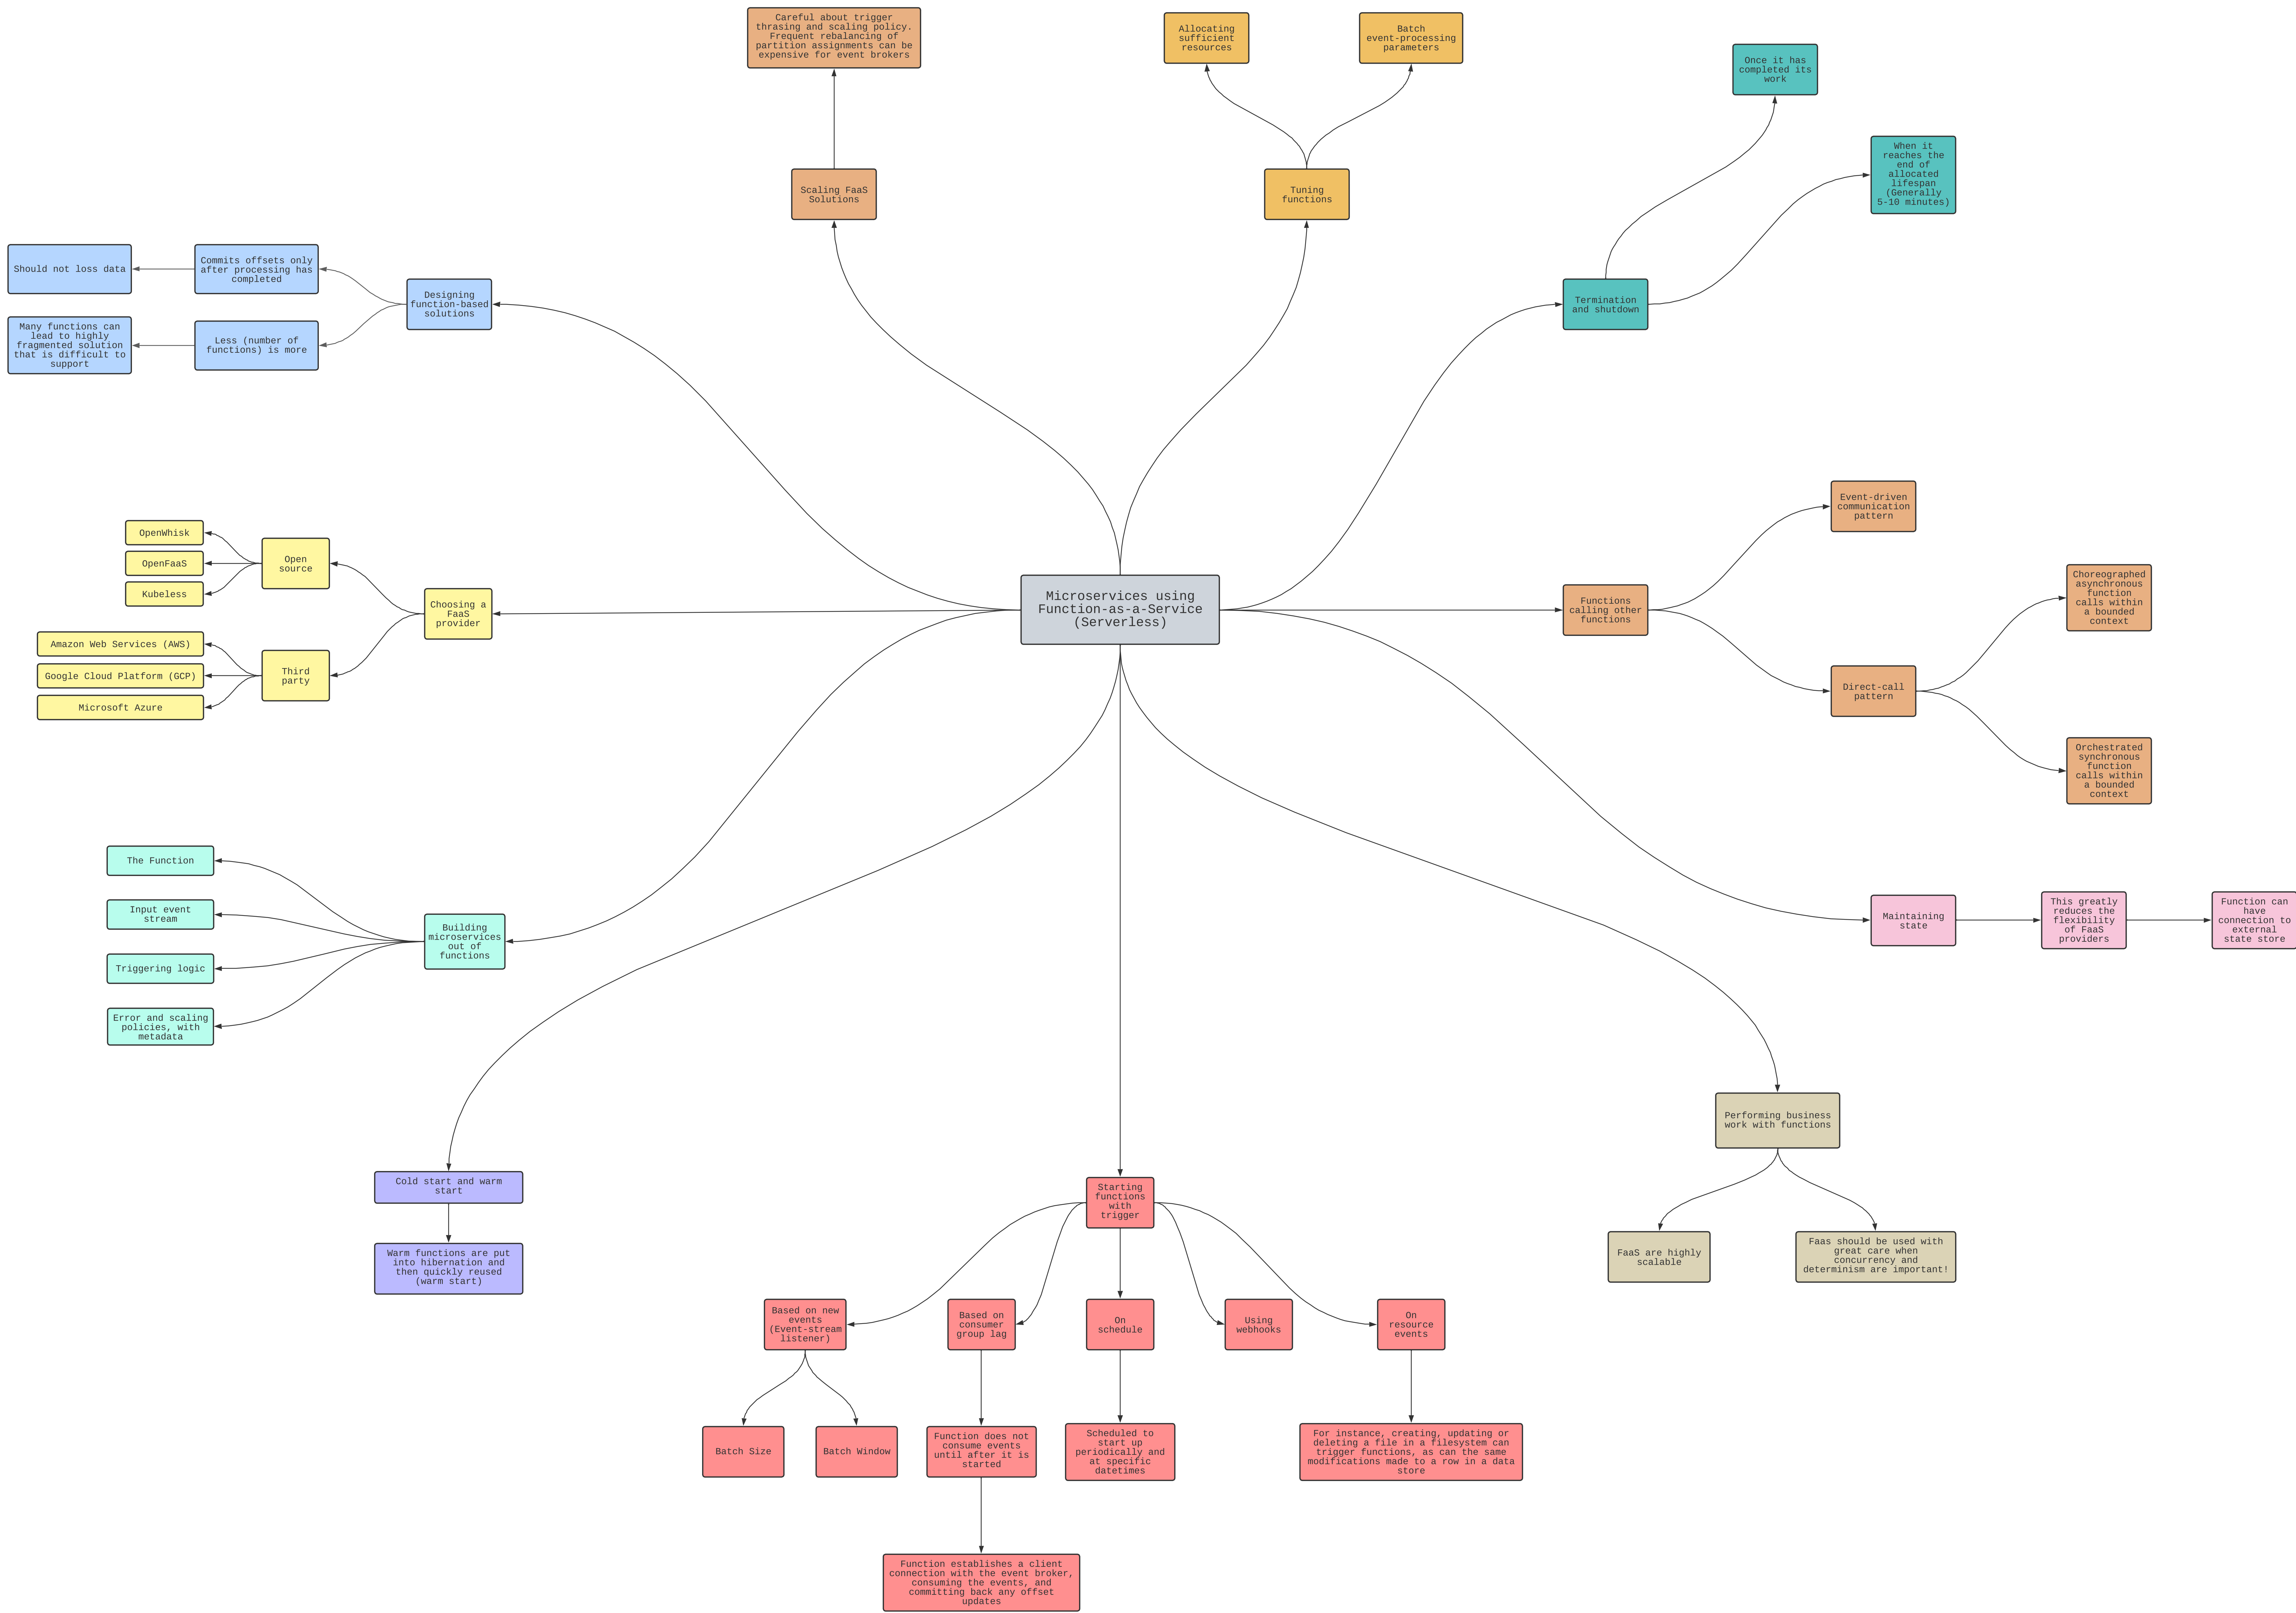 Careful about trigger
thrasing and scaling policy.
Frequent rebalancing of
partition assignments can be
expensive for event brokers
Allocating
sufficient
resources
Batch
event-processing
parameters
Once it has
completed its
work
When it
reaches the
end of
allocated
lifespan
(Generally
5-10 minutes)
Scaling FaaS
Solutions
Tuning
functions
Should not loss data
Commits offsets only
after processing has
completed
Designing
function-based
solutions
Termination
and shutdown
Many functions can
lead to highly
fragmented solution
that is difficult to
support
Less (number of
functions) is more
Event-driven
communication
pattern
OpenWhisk
OpenFaaS
Kubeless
Open
source
Choosing a
FaaS
provider
Microservices using
Function-as-a-Service
(Serverless)
Functions
calling other
functions
Choreographed
asynchronous
function
calls within
a bounded
context
Amazon Web Services (AWS)
Google Cloud Platform (GCP)
Microsoft Azure
Third
party
Direct-call
pattern
Orchestrated
synchronous
function
calls within
a bounded
context
The Function
Input event
stream
Triggering logic
Error and scaling
policies, with
metadata
Building
microservices
out of
functions
Maintaining
state
This greatly
reduces the
flexibility
of FaaS
providers
Function can
have
connection to
external
state store
Performing business
work with functions
Cold start and warm
start
Starting
functions
with
trigger
Warm functions are put
into hibernation and
then quickly reused
(warm start)
FaaS are highly
scalable
Faas should be used with
great care when
concurrency and
determinism are important!
Based on new
events
(Event-stream
listener)
Based on
consumer
group lag
On
schedule
Using
webhooks
On
resource
events
Batch Size
Batch Window
Function does not
consume events
until after it is
started
Scheduled to
start up
periodically and
at specific
datetimes
For instance, creating, updating or
deleting a file in a filesystem can
trigger functions, as can the same
modifications made to a row in a data
store
Function establishes a client
connection with the event broker,
consuming the events, and
committing back any offset
updates